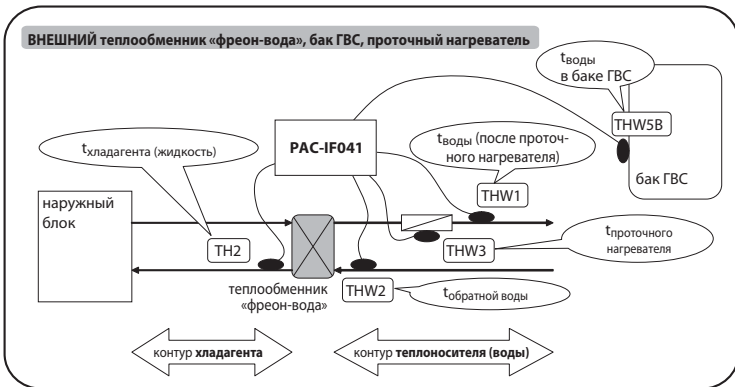 ВНЕШНИЙ теплообменник «фреон-вода», бак ГВС, проточный нагреватель
tводы
в баке ГВС
THW5B
бак ГВС
PAC-IF041
tводы (после проточ-
ного нагревателя)
THW1
tхладагента (жидкость)
наружный
блок
TH2
THW3
tпроточного
нагревателя
теплообменник
«фреон-вода»
THW2
tобратной воды
контур хладагента
контур теплоносителя (воды)